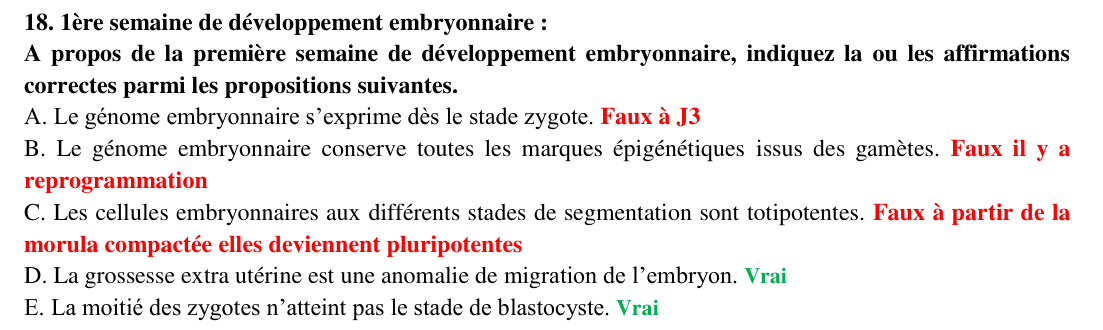 18. 1ère semaine de développement embryonnaire :
A propos de la première semaine de développement embryonnaire, indiquez la ou les affirmations
correctes parmi les propositions suivantes.
A. Le génome embryonnaire s’exprime dès le stade zygote. Faux à J3
B. Le génome embryonnaire conserve toutes les marques épigénétiques issus des gamètes. Faux il y a
reprogrammation
C. Les cellules embryonnaires aux différents stades de segmentation sont totipotentes. Faux à partir de la
morula compactée elles deviennent pluripotentes
D. La grossesse extra utérine est une anomalie de migration de l’embryon. Vrai
E. La moitié des zygotes n’atteint pas le stade de blastocyste. Vrai